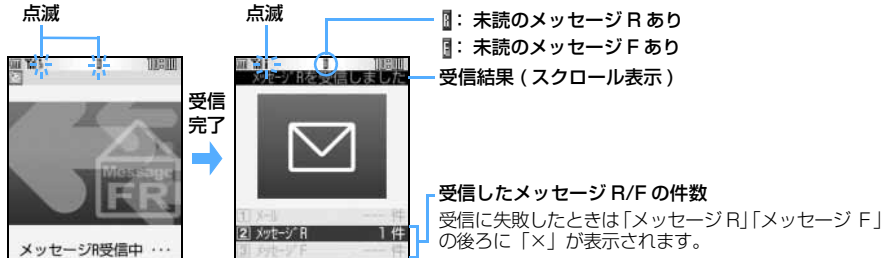 点滅
Message
FR
メッセージR受信中 ・・・
受信
完了
点滅
メッセージRを受信しました
1 メール --- 件
2 メッセージR 1件
3 メッセージF --- 件
R：未読のメッセージ R あり
F：未読のメッセージ F あり
受信結果 ( スクロール表示 )
受信したメッセージ R/F の件数
受信に失敗したときは「メッセージ R」「メッセージ F」
の後ろに「×」が表示されます。